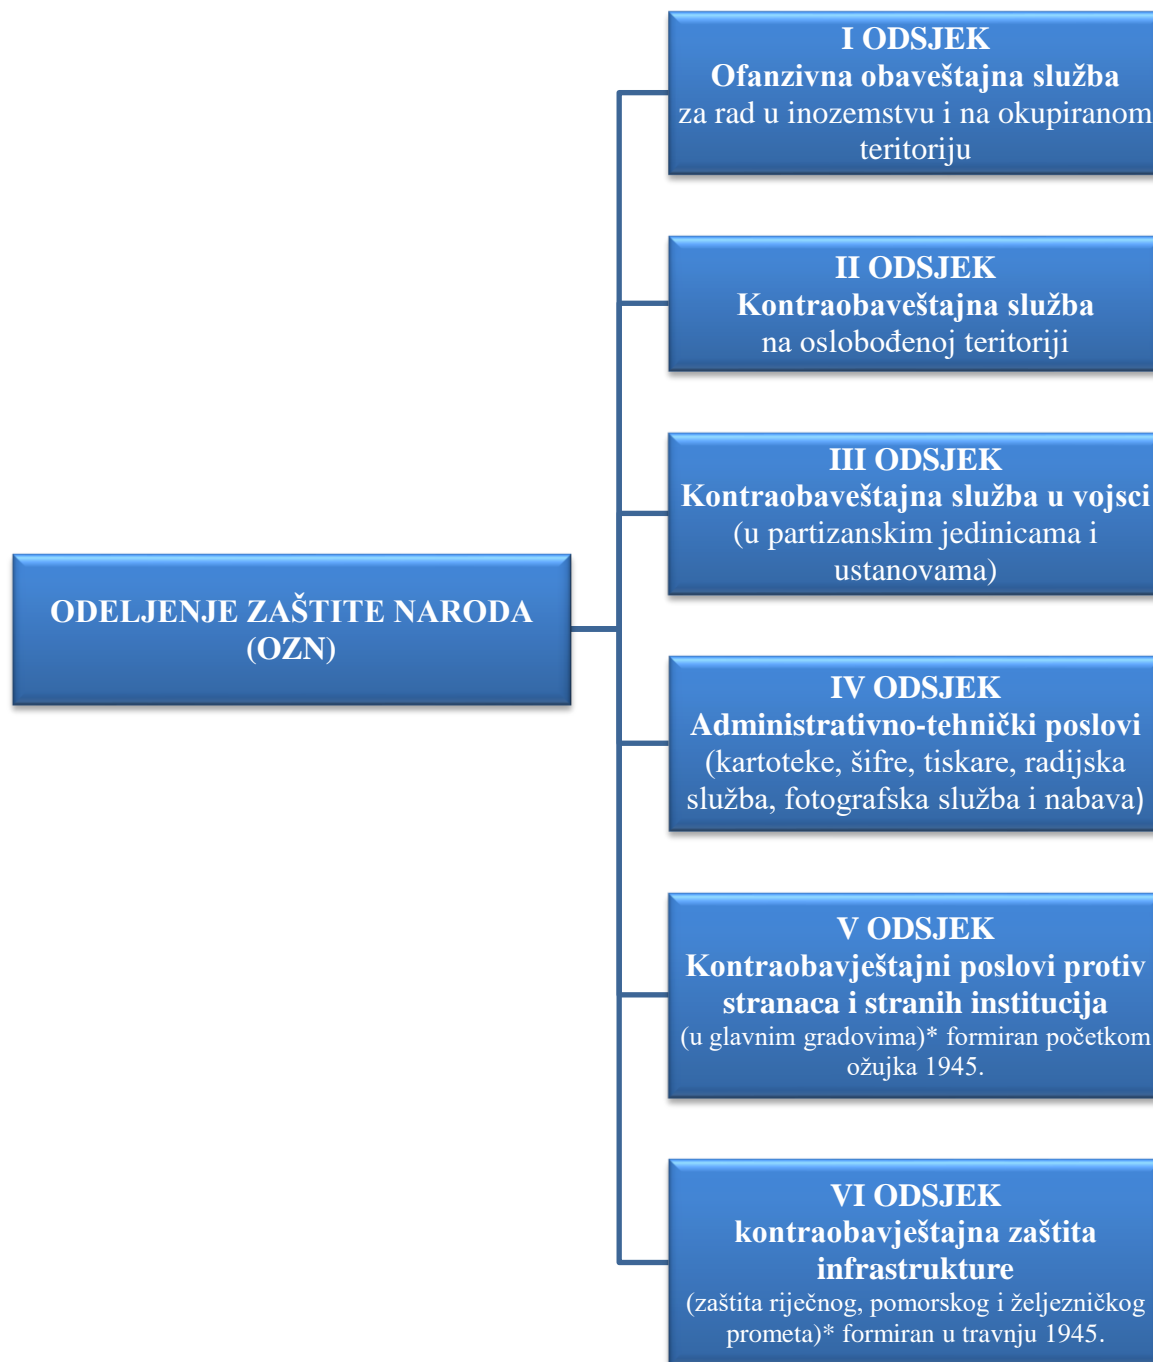 I ODSJEK
Ofanzivna obaveštajna služba
za rad u inozemstvu i na okupiranom
teritoriju
II ODSJEK
Kontraobaveštajna služba
na oslobođenoj teritoriji
III ODSJEK
Kontraobaveštajna služba u vojsci
(u partizanskim jedinicama i
ustanovama)
ODELJENJE ZAŠTITE NARODA
(OZN)
IV ODSJEK
Administrativno-tehnički poslovi
(kartoteke, šifre, tiskare, radijska
služba, fotografska služba i nabava)
V ODSJEK
Kontraobavještajni poslovi protiv
stranaca i stranih institucija
(u glavnim gradovima)* formiran početkom
ožujka 1945.
VI ODSJEK
kontraobavještajna zaštita
infrastrukture
(zaštita riječnog, pomorskog i željezničkog
prometa)* formiran u travnju 1945.